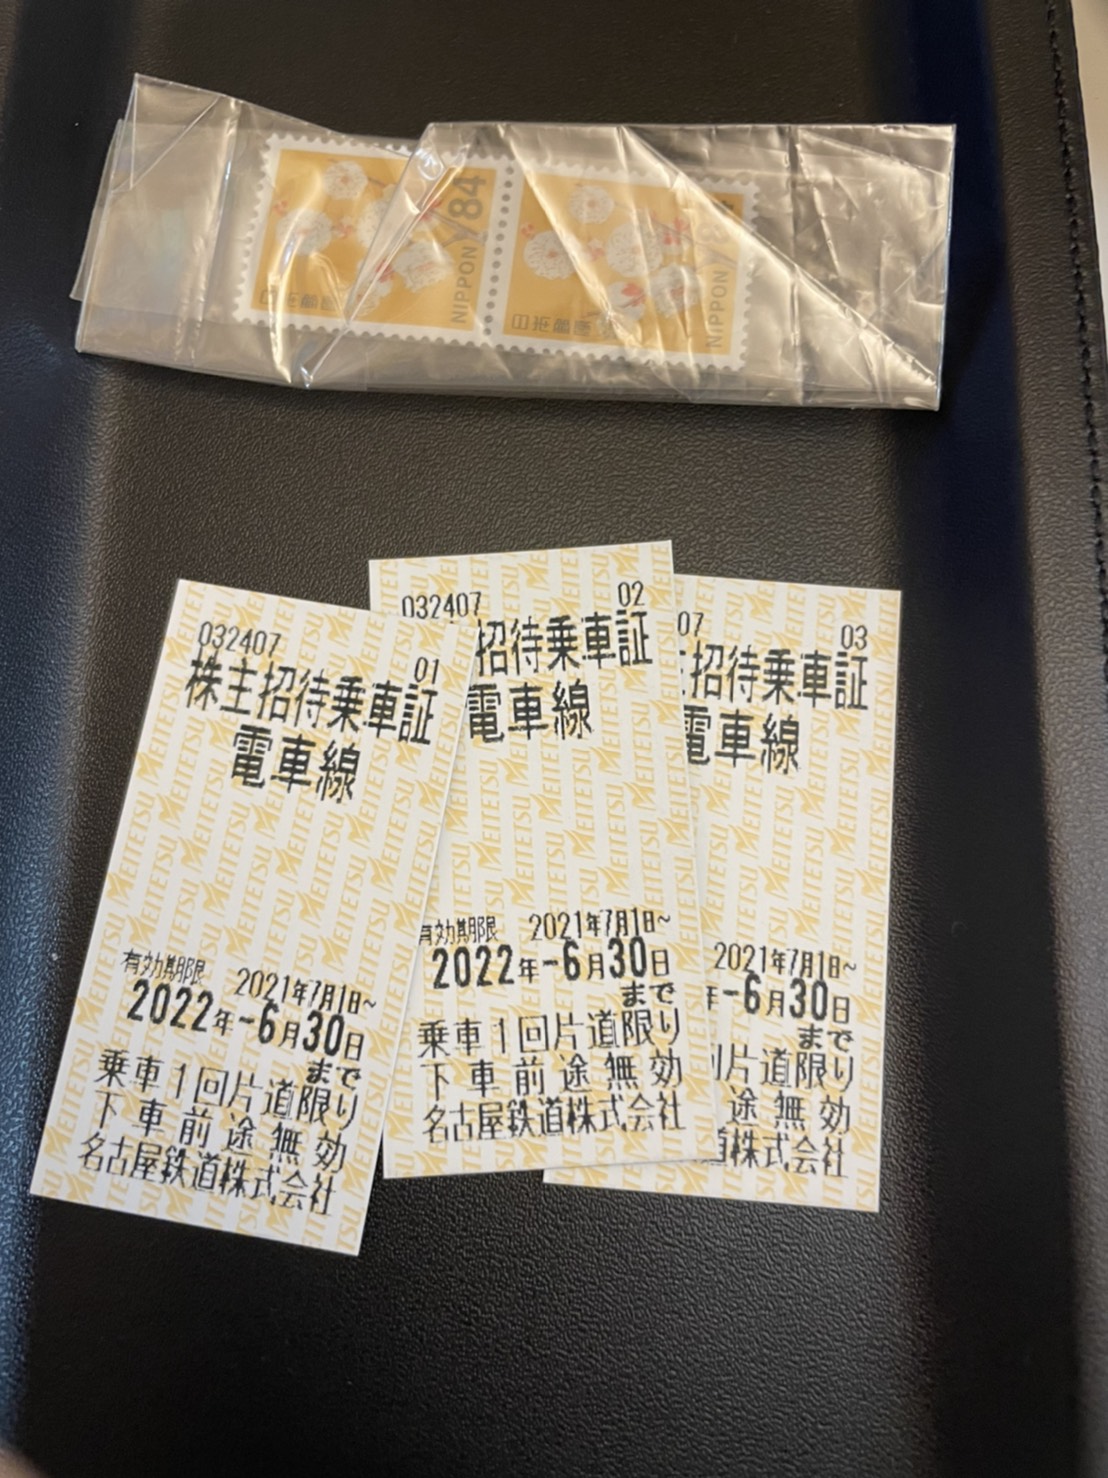 84
NIPPON
日本郵便
84
NIPPON
日本郵便
032407
01
株主招待乗車証
電車線
有効期限 2021年7月1日~
2022年-6月30日
まで
乗車1回片道限り
下車前途無効
名古屋鉄道株式会社
032407
02
招待乗車証
電車線
有効期限 2021年7月1日~
2022年-6月30日
まで
乗車1回片道限り
下車前途無効
名古屋鉄道株式会社
07
03
招待乗車証
電車線
2021年7月1日~
年-6月30日
まで
片道限り
途無効
道株式会社
MEITETSU